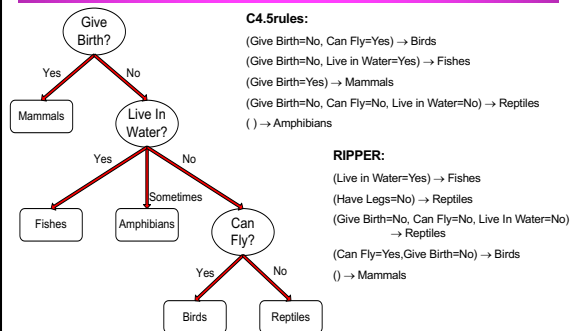 Give
Birth?
Yes
No
Mammals
Live In
Water?
Yes
No
Sometimes
Fishes
Amphibians
Can
Fly?
Yes
No
Birds
Reptiles
C4.5rules:
(Give Birth=No, Can Fly=Yes) → Birds
(Give Birth=No, Live in Water=Yes) → Fishes
(Give Birth=Yes) → Mammals
(Give Birth=No, Can Fly=No, Live in Water=No) → Reptiles
( ) → Amphibians
RIPPER:
(Live in Water=Yes) → Fishes
(Have Legs=No) → Reptiles
(Give Birth=No, Can Fly=No, Live In Water=No)
→ Reptiles
(Can Fly=Yes,Give Birth=No) → Birds
() → Mammals